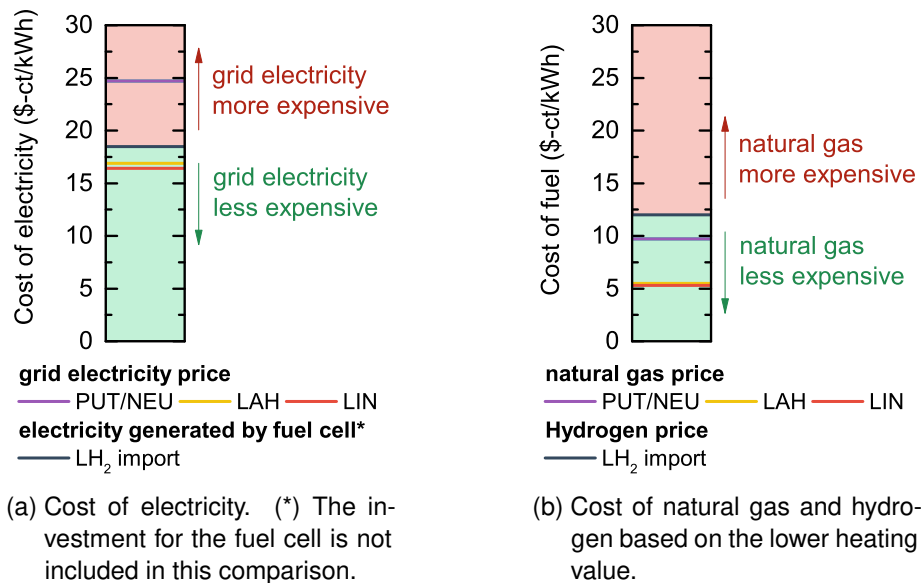 Cost of electricity ($-ct/kWh)
30
25
20
15
10
5
0
grid electricity
more expensive
grid electricity
less expensive
grid electricity price
PUT/NEU LAH LIN
electricity generated by fuel cell*
LH₂ import
(a) Cost of electricity. (*) The in-
vestment for the fuel cell is not
included in this comparison.
Cost of fuel ($-ct/kWh)
30
25
20
15
10
5
0
natural gas
more expensive
natural gas
less expensive
natural gas price
PUT/NEU LAH LIN
Hydrogen price
LH₂ import
(b) Cost of natural gas and hydro-
gen based on the lower heating
value.